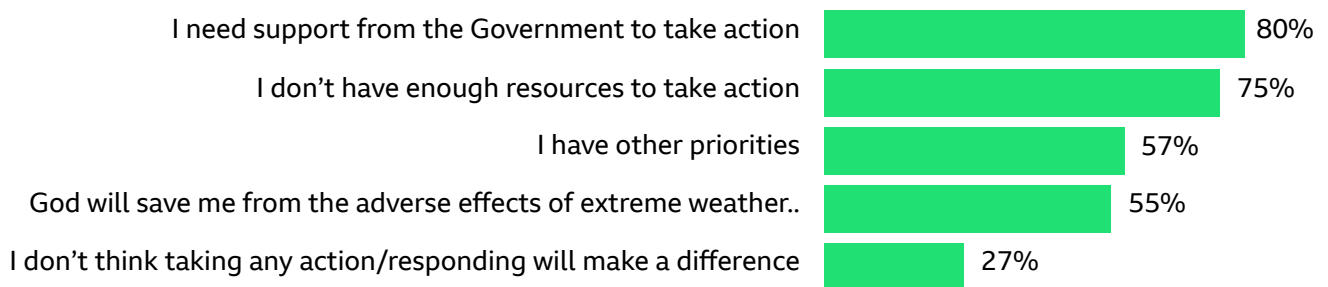 I need support from the Government to take action 80%
I don’t have enough resources to take action 75%
I have other priorities 57%
God will save me from the adverse effects of extreme weather.. 55%
I don’t think taking any action/responding will make a difference 27%